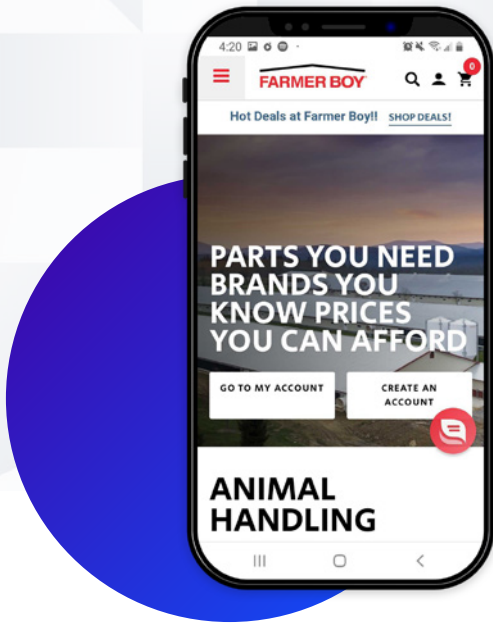 4:20
0
FARMER BOY
Hot Deals at Farmer Boy!! SHOP DEALS!
PARTS YOU NEED
BRANDS YOU
KNOW PRICES
YOU CAN AFFORD
GO TO MY ACCOUNT
CREATE AN
ACCOUNT
ANIMAL
HANDLING